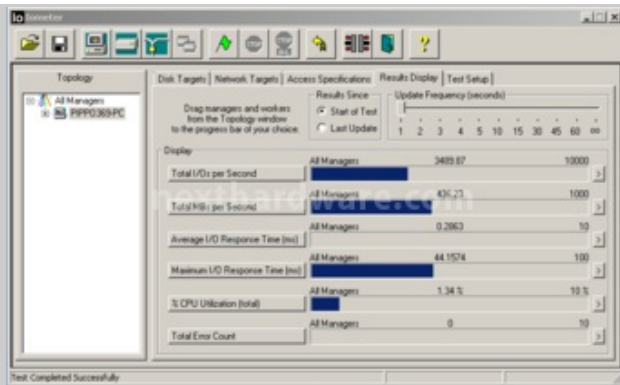 Iometer
Topology
All Managers
PIPPO369-PC
Disk Targets
Network Targets
Access Specifications
Results Display
Test Setup
Drag managers and workers
from the Topology window
to the progress bar of your choice.
Results Since
Start of Test
Last Update
Update Frequency (seconds)
1 2 3 4 5 10 15 30 45 60 ∞
Display
All Managers 3489.87 10000
Total I/Os per Second
All Managers 436.23 1000
Total MBs per Second
nexthardware.com
All Managers 0.2863 10
Average I/O Response Time (ms)
All Managers 44.1574 100
Maximum I/O Response Time (ms)
All Managers 1.34 % 10 %
% CPU Utilization (total)
All Managers 0 10
Total Error Count
Test Completed Successfully